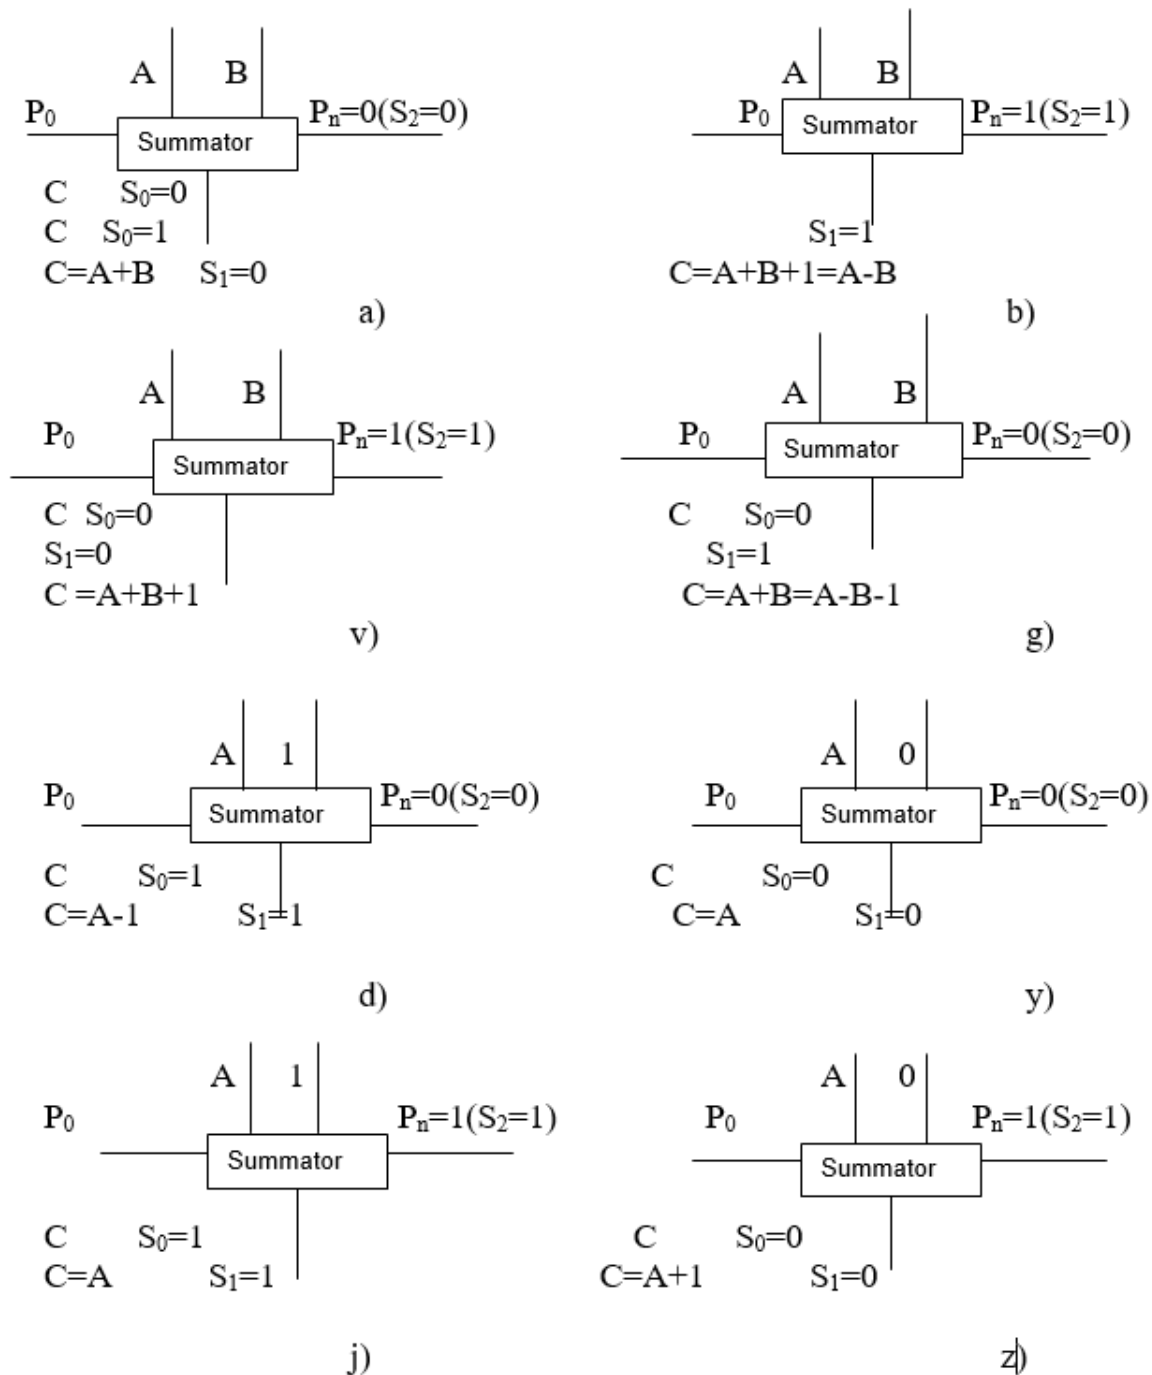 A B
P₀ Pₙ=0(S₂=0)
Summator
C S₀=0
C S₀=1
C=A+B S₁=0
a)
A B
P₀ Pₙ=1(S₂=1)
Summator
S₁=1
C=A+B+1=A-B
b)
A B
P₀ Pₙ=1(S₂=1)
Summator
C S₀=0
S₁=0
C =A+B+1
v)
A B
P₀ Pₙ=0(S₂=0)
Summator
C S₀=0
S₁=1
C=A+B=A-B-1
g)
A 1
P₀ Pₙ=0(S₂=0)
Summator
C S₀=1
C=A-1 S₁=1
d)
A 0
P₀ Pₙ=0(S₂=0)
Summator
C S₀=0
C=A S₁=0
y)
A 1
P₀ Pₙ=1(S₂=1)
Summator
C S₀=1
C=A S₁=1
j)
A 0
P₀ Pₙ=1(S₂=1)
Summator
C S₀=0
C=A+1 S₁=0
z)